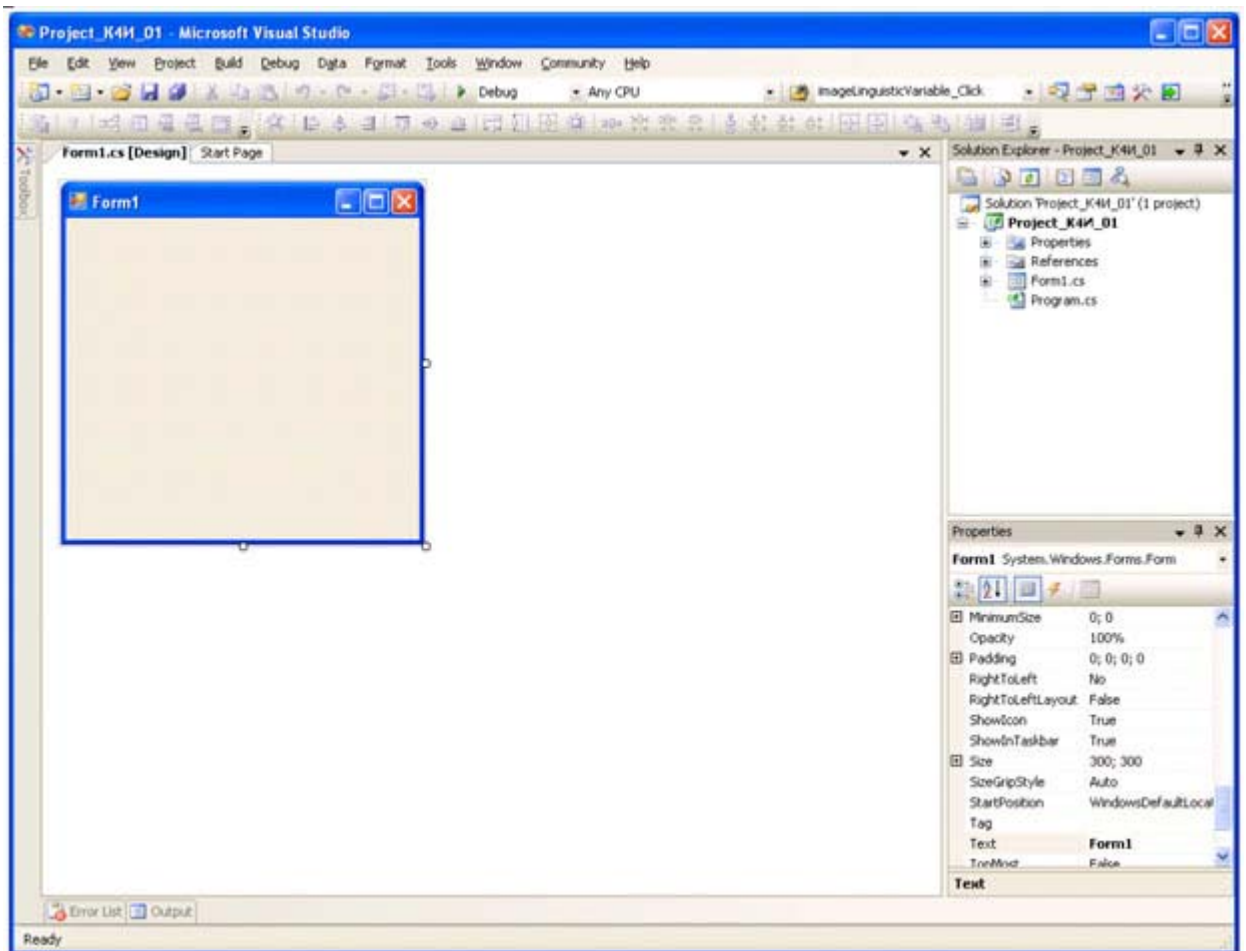 Project_К4И_01 - Microsoft Visual Studio
File Edit View Project Build Debug Data Format Tools Window Community Help
Debug Any CPU imageLinguisticVariable_Click
Toolbox
Form1.cs [Design] Start Page
Form1
Solution Explorer - Project_К4И_01
Solution 'Project_К4И_01' (1 project)
Project_К4И_01
Properties
References
Form1.cs
Program.cs
Properties
Form1 System.Windows.Forms.Form
MinimumSize 0; 0
Opacity 100%
Padding 0; 0; 0; 0
RightToLeft No
RightToLeftLayout False
ShowIcon True
ShowInTaskbar True
Size 300; 300
SizeGripStyle Auto
StartPosition WindowsDefaultLocat
Tag
Text Form1
TopMost False
Text
Error List Output
Ready